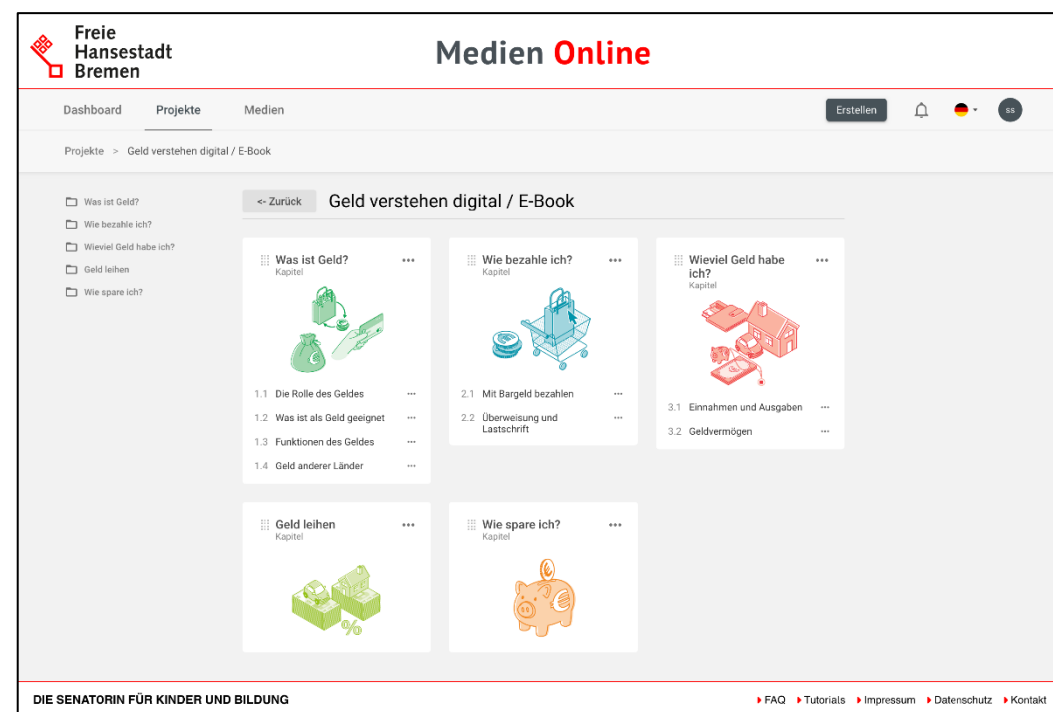 Freie
Hansestadt
Bremen
Medien Online
Dashboard Projekte Medien Erstellen ss
Projekte > Geld verstehen digital / E-Book
Was ist Geld?
Wie bezahle ich?
Wieviel Geld habe ich?
Geld leihen
Wie spare ich?
<- Zurück Geld verstehen digital / E-Book
Was ist Geld? •••
Kapitel
€
1.1 Die Rolle des Geldes •••
1.2 Was ist als Geld geeignet •••
1.3 Funktionen des Geldes •••
1.4 Geld anderer Länder •••
Wie bezahle ich? •••
Kapitel
€
2.1 Mit Bargeld bezahlen •••
2.2 Überweisung und •••
Lastschrift
Wieviel Geld habe •••
ich?
Kapitel
3.1 Einnahmen und Ausgaben •••
3.2 Geldvermögen •••
Geld leihen •••
Kapitel
%
Wie spare ich? •••
Kapitel
€
€
DIE SENATORIN FÜR KINDER UND BILDUNG FAQ Tutorials Impressum Datenschutz Kontakt